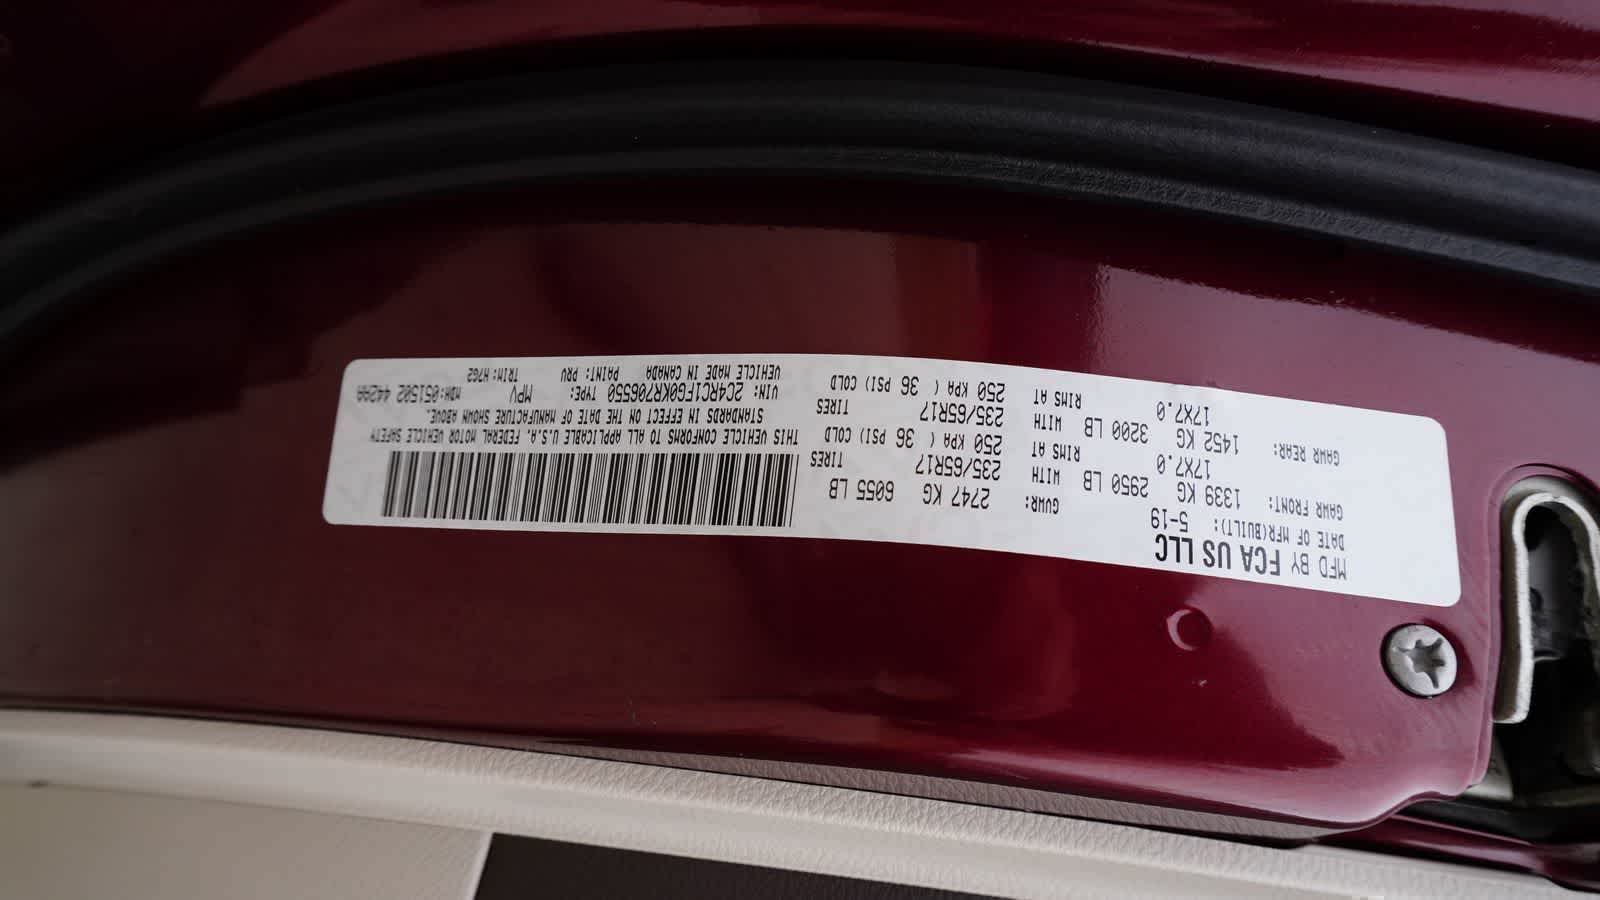 MFD BY FCA US LLC
DATE OF MFR(BUILT): 5-19
GVWR: 2747 KG 6055 LB
GAWR FRONT: 1339 KG 2950 LB WITH 235/65R17 TIRES
17X7.0 RIMS AT 250 KPA ( 36 PSI) COLD
GAWR REAR: 1452 KG 3200 LB WITH 235/65R17 TIRES
17X7.0 RIMS AT 250 KPA ( 36 PSI) COLD
THIS VEHICLE CONFORMS TO ALL APPLICABLE U.S.A. FEDERAL MOTOR VEHICLE SAFETY
STANDARDS IN EFFECT ON THE DATE OF MANUFACTURE SHOWN ABOVE.
VIN: 2C4RC1FG0KR706550 TYPE: MPV MDH:051502 442AA
VEHICLE MADE IN CANADA PAINT: PRV TRIM: H7G2